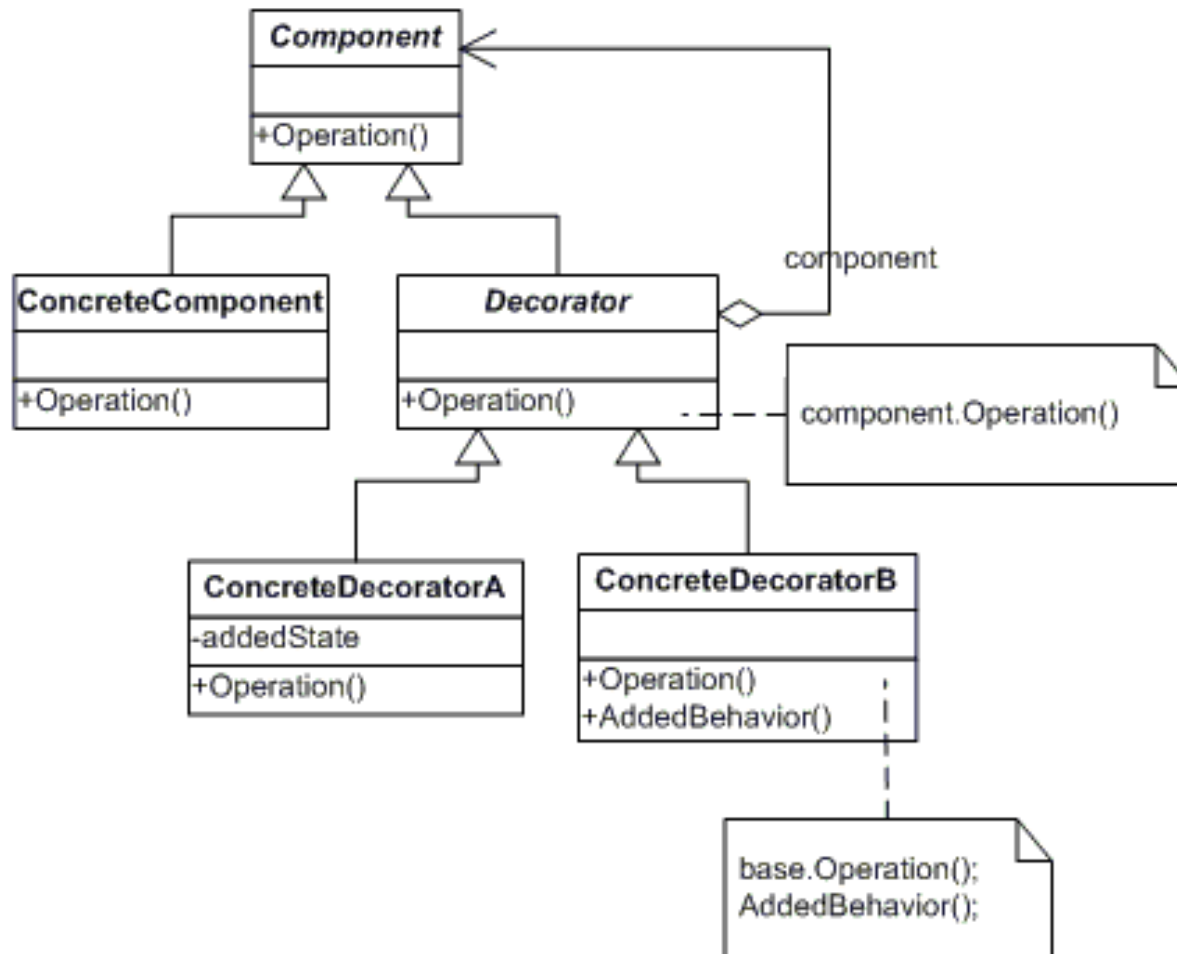 Component
+Operation()
component
ConcreteComponent
+Operation()
Decorator
+Operation()
component.Operation()
ConcreteDecoratorA
-addedState
+Operation()
ConcreteDecoratorB
+Operation()
+AddedBehavior()
base.Operation();
AddedBehavior();